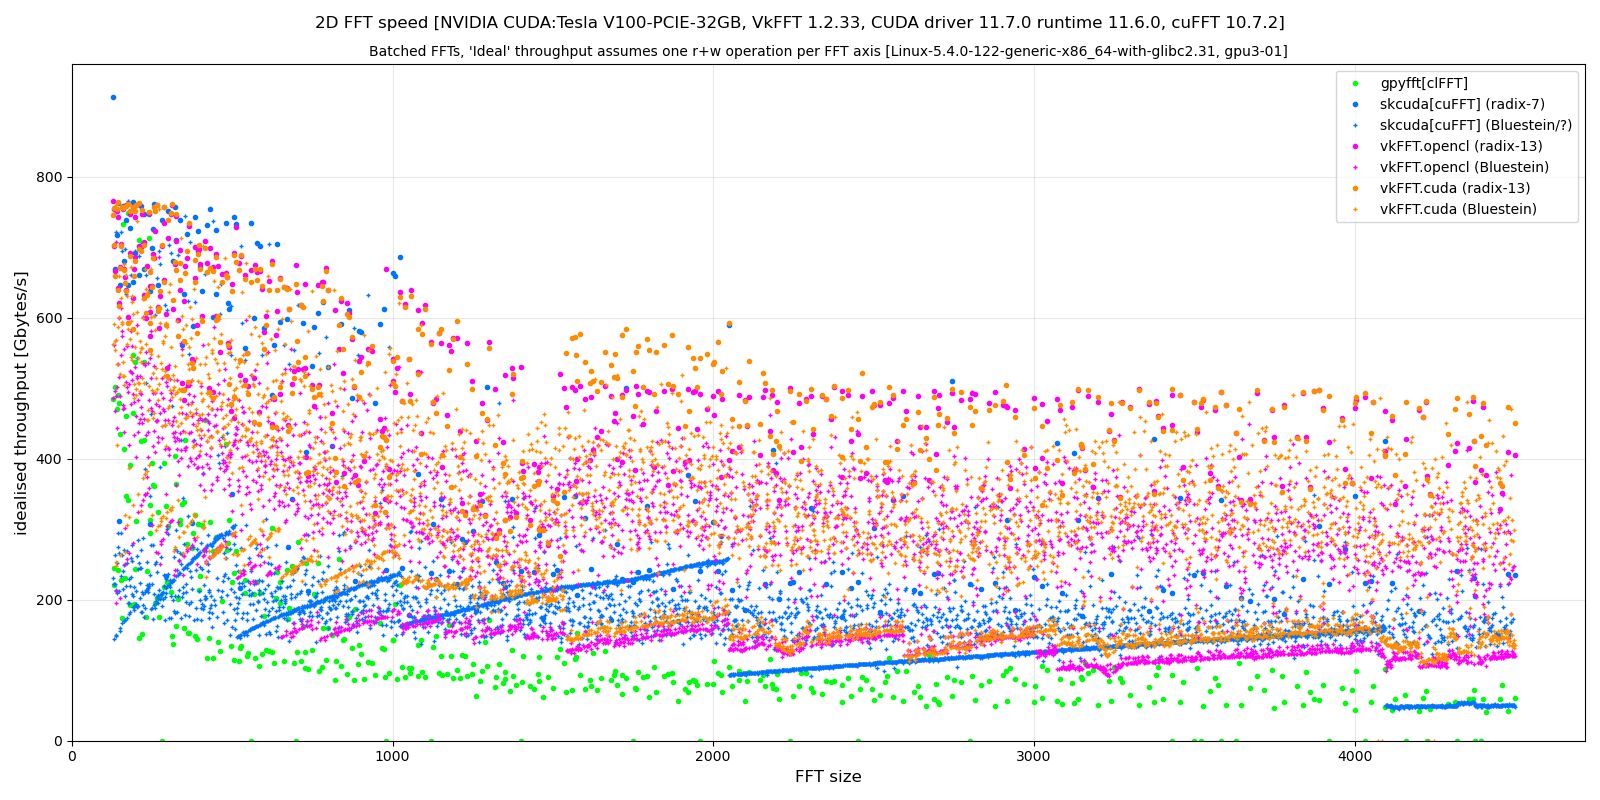 2D FFT speed [NVIDIA CUDA:Tesla V100-PCIE-32GB, VkFFT 1.2.33, CUDA driver 11.7.0 runtime 11.6.0, cuFFT 10.7.2]
Batched FFTs, 'Ideal' throughput assumes one r+w operation per FFT axis [Linux-5.4.0-122-generic-x86_64-with-glibc2.31, gpu3-01]
gpyfft[clFFT]
skcuda[cuFFT] (radix-7)
skcuda[cuFFT] (Bluestein/?)
vkFFT.opencl (radix-13)
vkFFT.opencl (Bluestein)
vkFFT.cuda (radix-13)
vkFFT.cuda (Bluestein)
idealised throughput [Gbytes/s]
800
600
400
200
0
0 1000 2000 3000 4000
FFT size